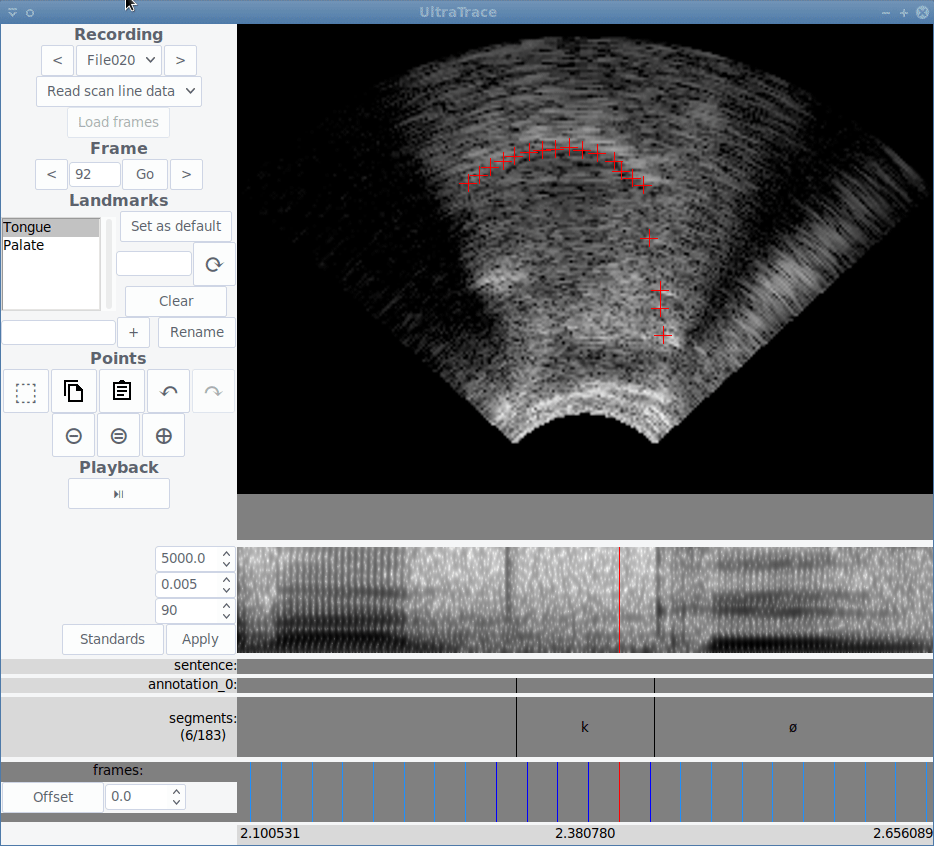 UltraTrace
Recording
< File020 >
Read scan line data
Load frames
Frame
< 92 Go >
Landmarks
Tongue
Palate
Set as default
Clear
+ Rename
Points
Playback
5000.0
0.005
90
Standards Apply
sentence:
annotation_0:
segments:
(6/183)
k ø
frames:
Offset 0.0
2.100531 2.380780 2.656089